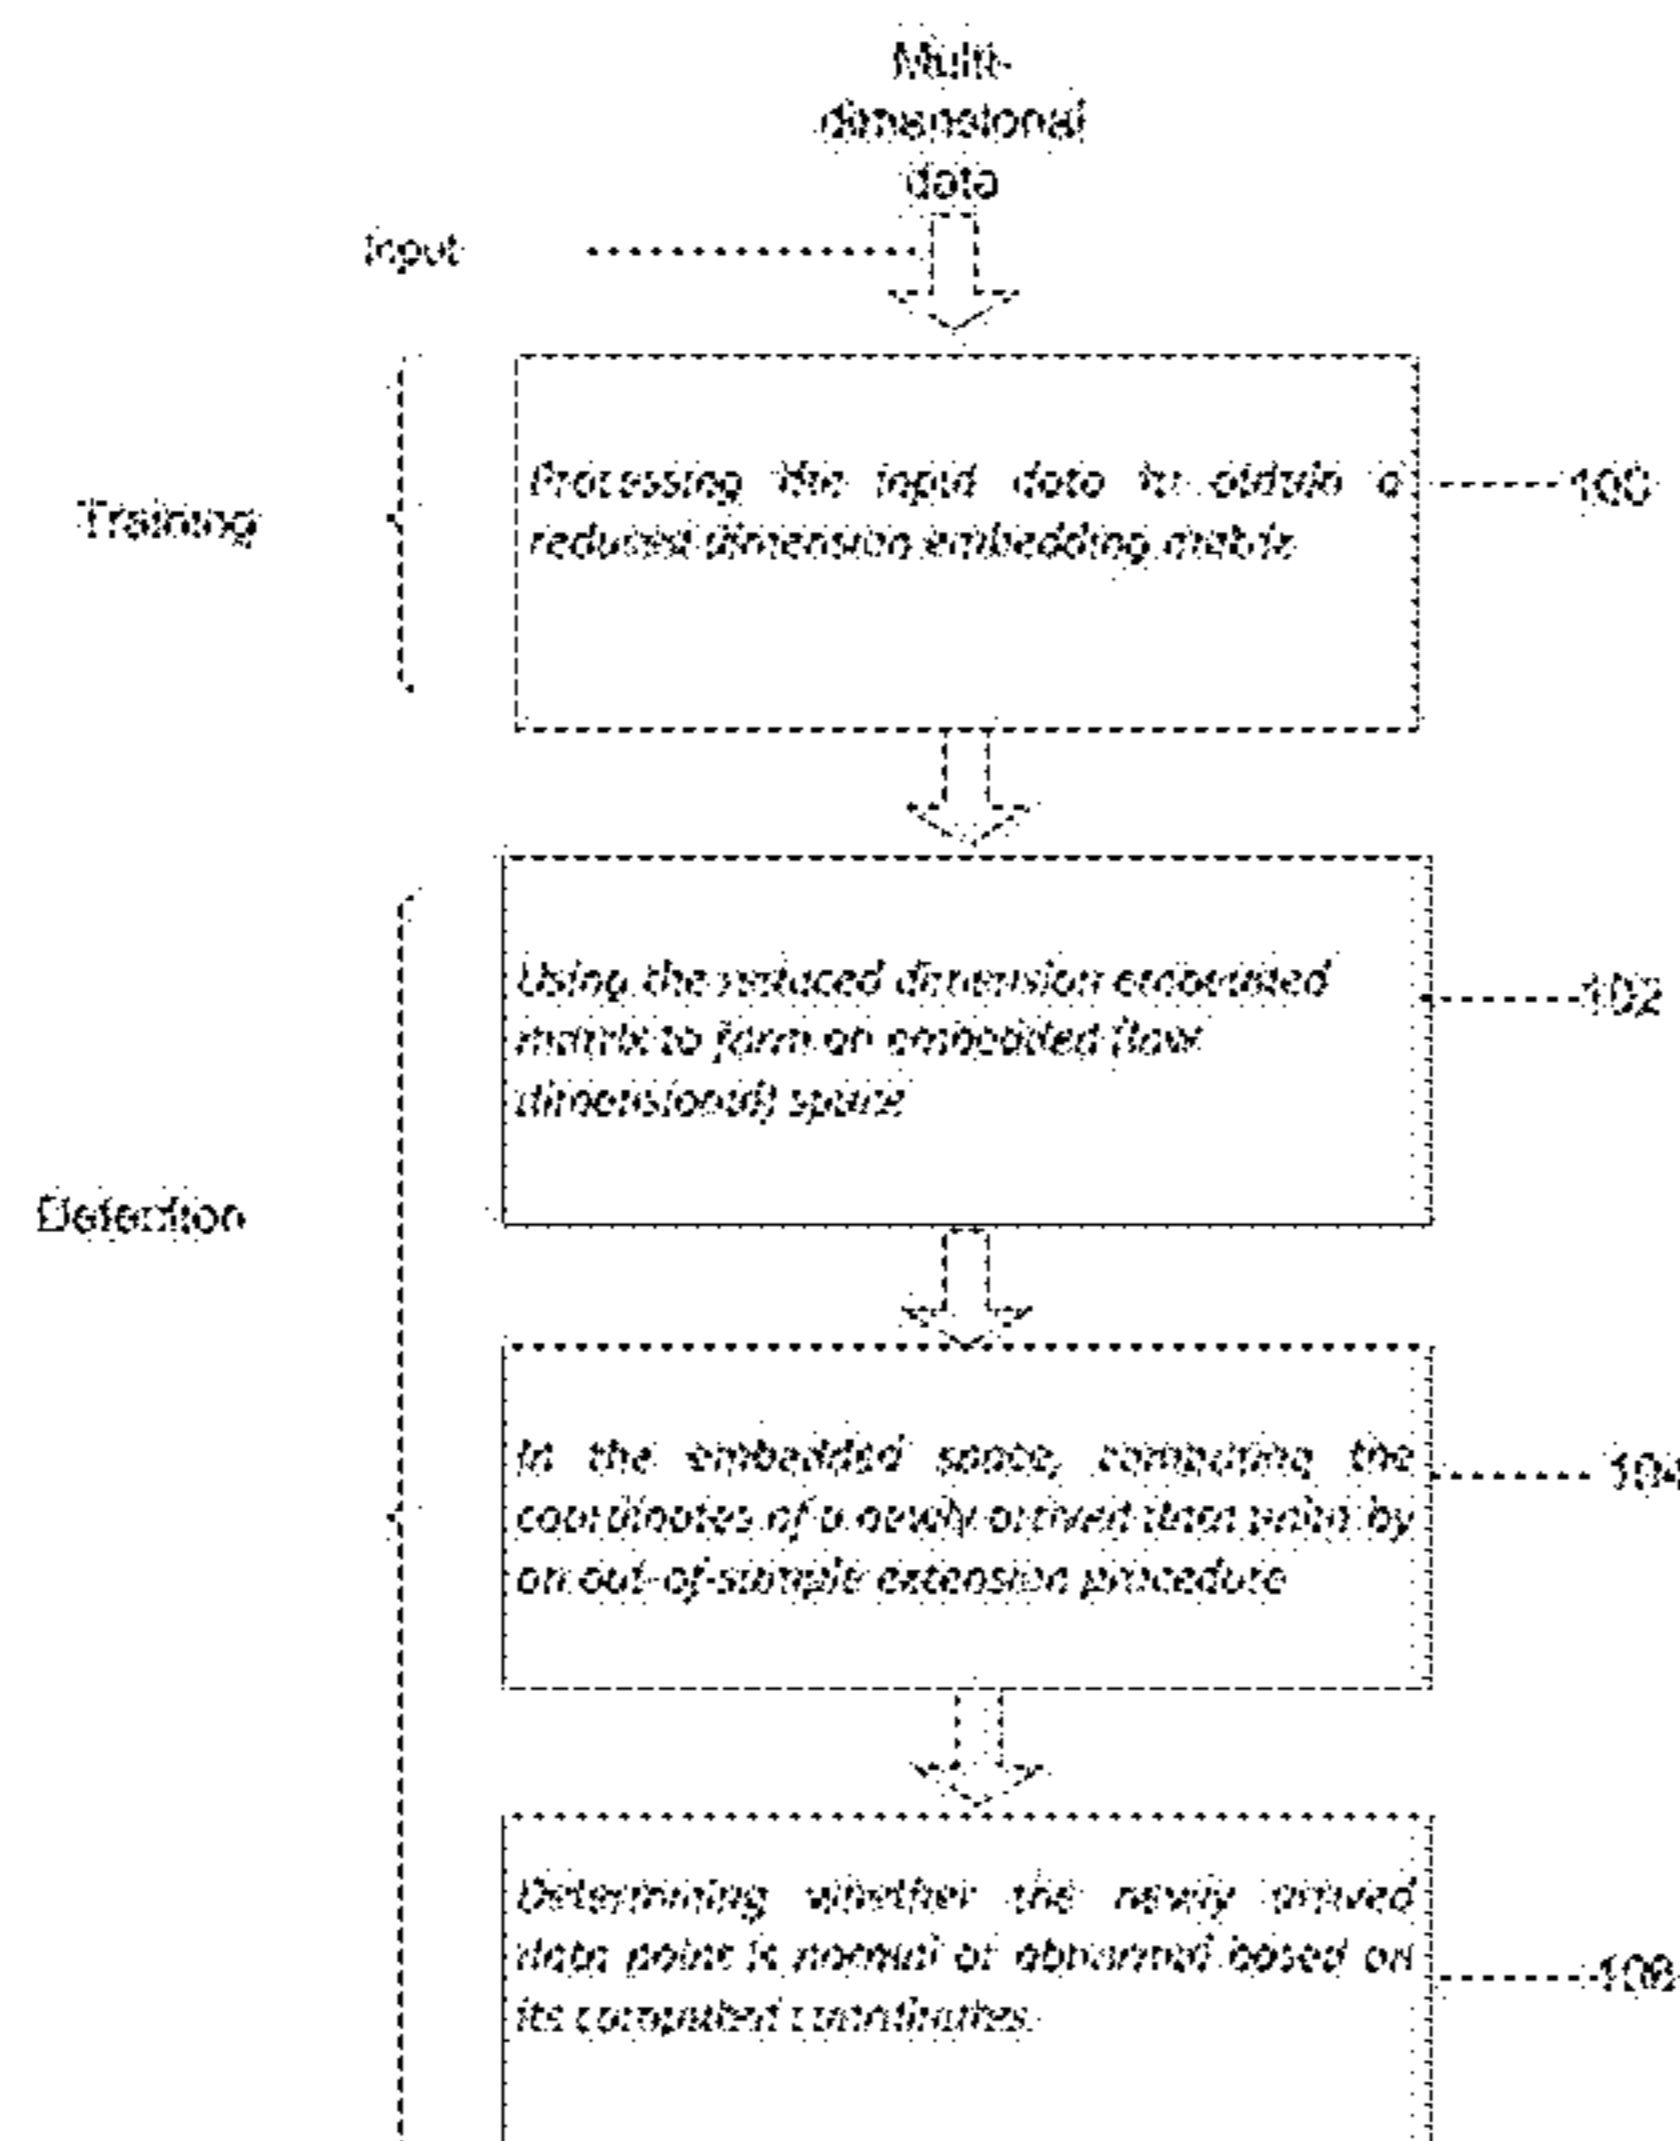 Multi-
dimensional
data
Input
Training
Processing the input data to obtain a
reduced dimension embedding matrix
100
Using the reduced dimension embedded
matrix to form an embedded (low
dimensional) space
102
Detection
In the embedded space, computing the
coordinates of a newly arrived data point by
an out-of-sample extension procedure
104
Determining whether the newly arrived
data point is normal or abnormal based on
its computed coordinates.
106